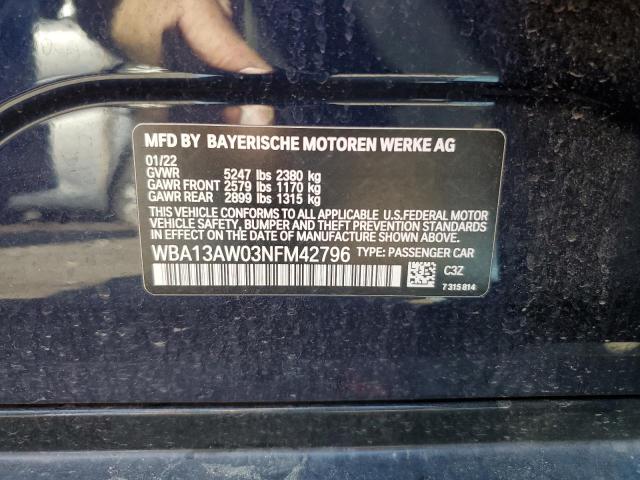 MFD BY BAYERISCHE MOTOREN WERKE AG
01/22
GVWR 5247 lbs 2380 kg
GAWR FRONT 2579 lbs 1170 kg
GAWR REAR 2899 lbs 1315 kg
THIS VEHICLE CONFORMS TO ALL APPLICABLE U.S.FEDERAL MOTOR
VEHICLE SAFETY, BUMPER AND THEFT PREVENTION STANDARDS
IN EFFECT ON THE DATE OF MANUFACTURE SHOWN ABOVE.
WBA13AW03NFM42796 TYPE: PASSENGER CAR
C3Z
7 315 814